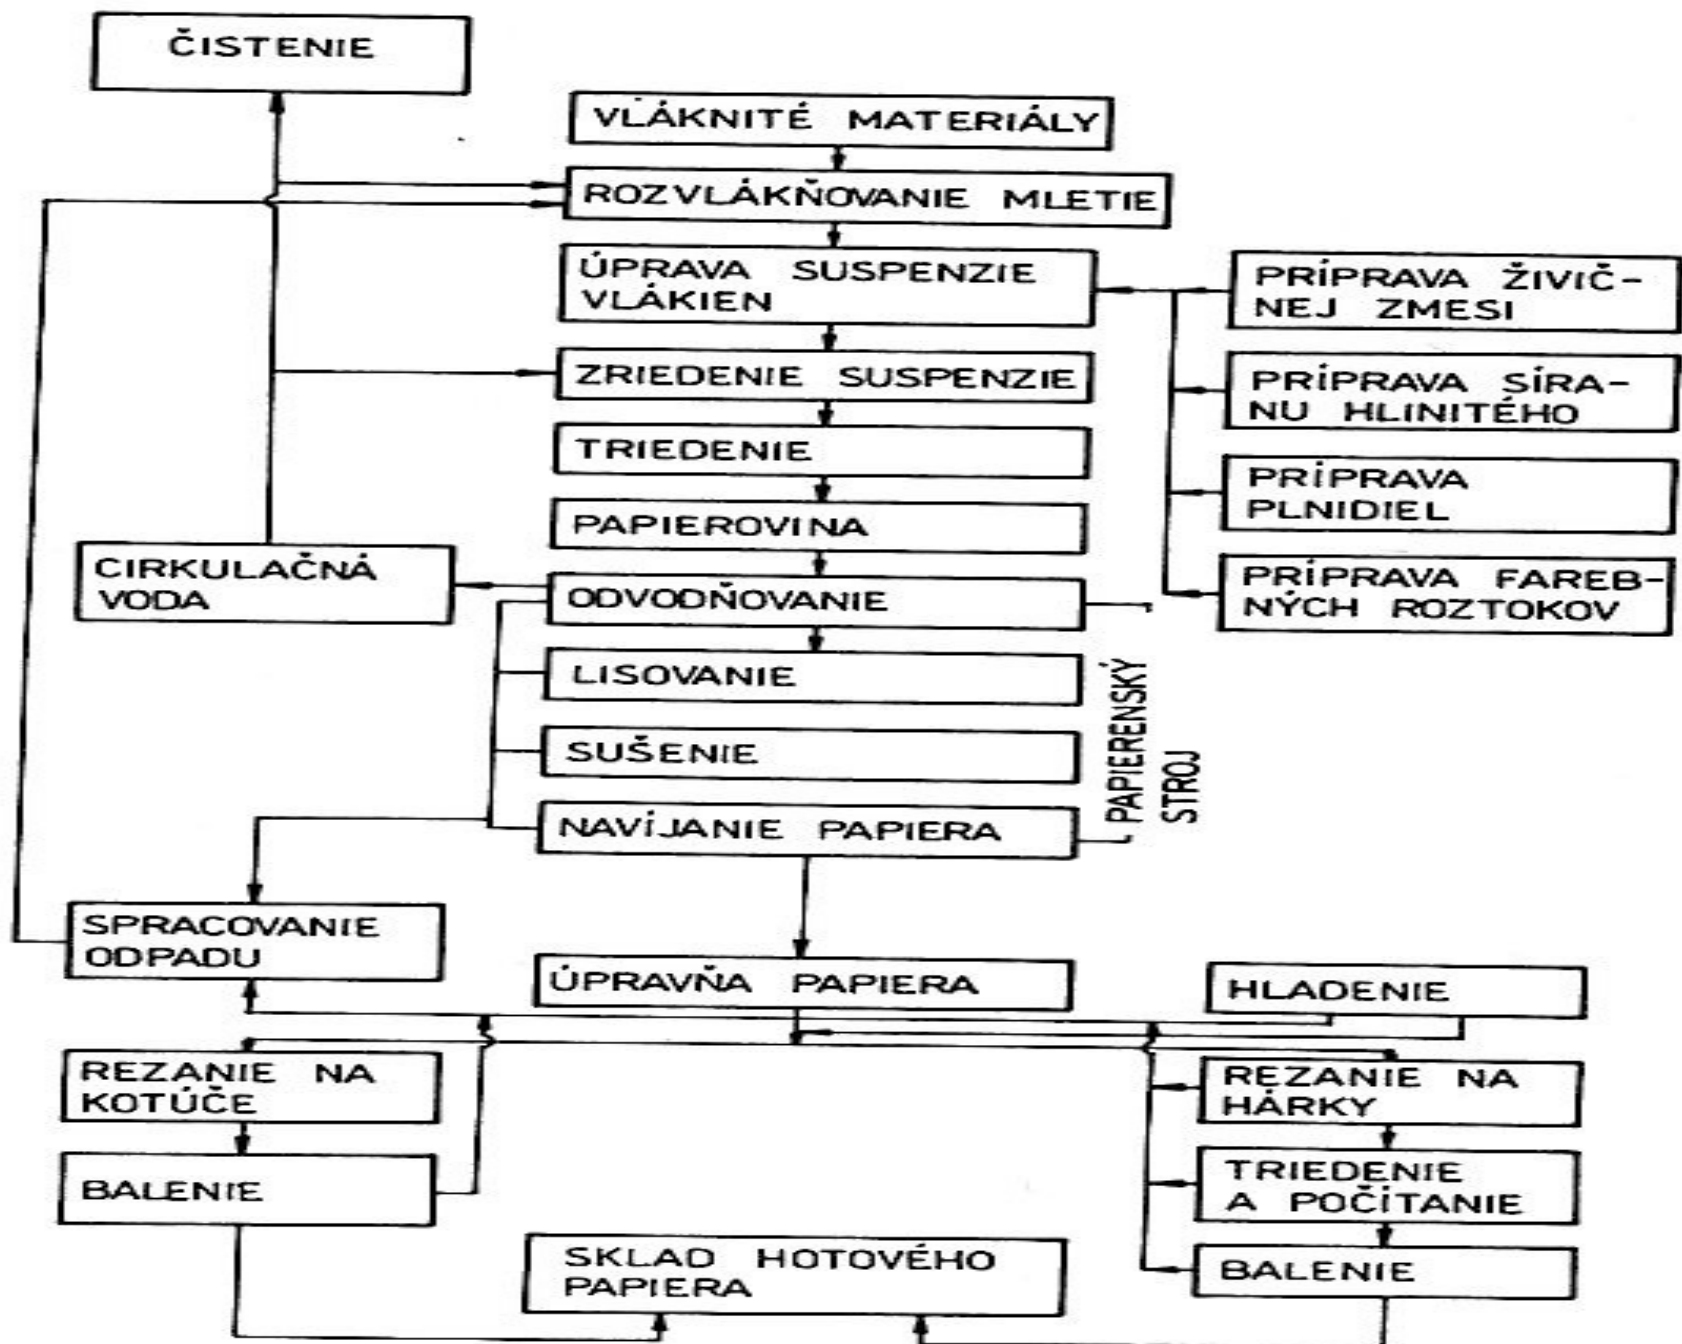 ČISTENIE
VLÁKNITÉ MATERIÁLY
ROZVLÁKŇOVANIE MLETIE
ÚPRAVA SUSPENZIE
VLÁKIEN
PRÍPRAVA ŽIVIČ-
NEJ ZMESI
ZRIEDENIE SUSPENZIE
PRÍPRAVA SÍRA-
NU HLINITÉHO
TRIEDENIE
PRÍPRAVA
PLNIDIEL
PAPIEROVINA
CIRKULAČNÁ
VODA
ODVODŇOVANIE
PRÍPRAVA FAREB-
NÝCH ROZTOKOV
LISOVANIE
SUŠENIE
NAVÍJANIE PAPIERA
PAPIERENSKÝ
STROJ
SPRACOVANIE
ODPADU
ÚPRAVŇA PAPIERA
HLADENIE
REZANIE NA
KOTÚČE
REZANIE NA
HÁRKY
BALENIE
TRIEDENIE
A POČÍTANIE
SKLAD HOTOVÉHO
PAPIERA
BALENIE